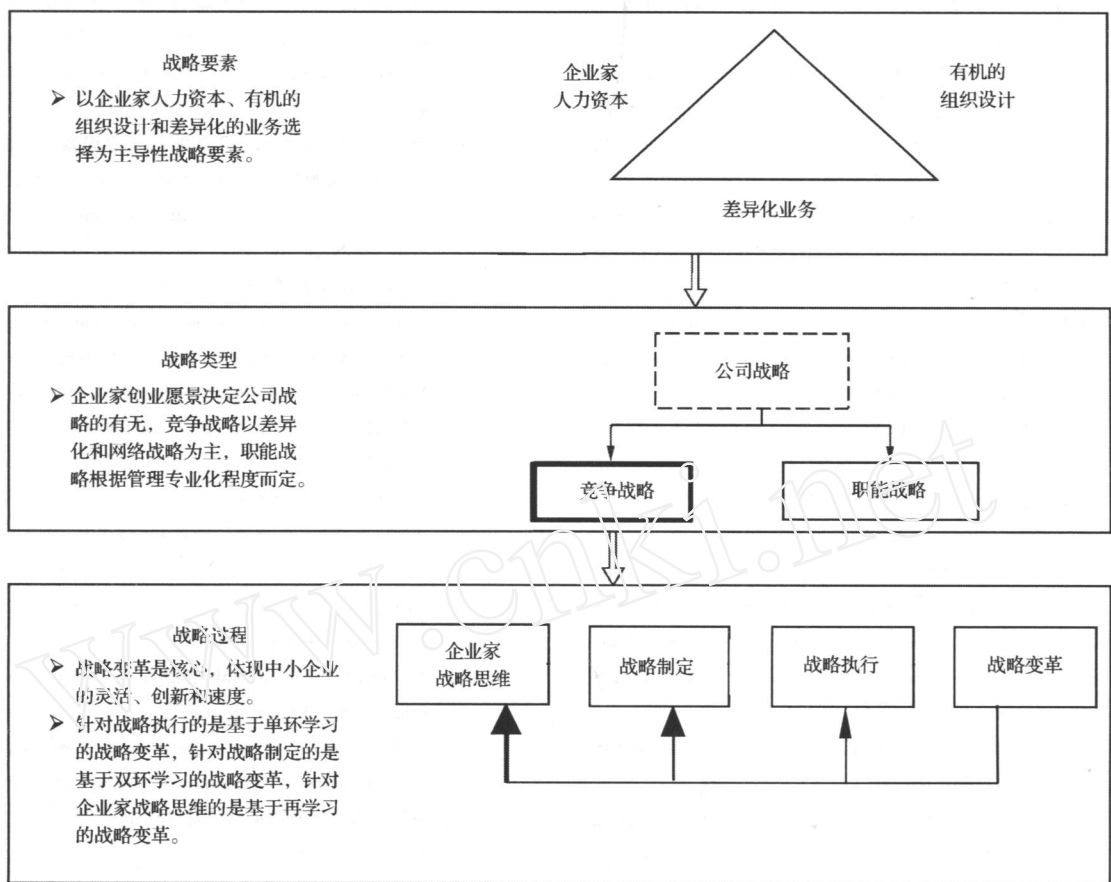 战略要素
➢ 以企业家人力资本、有机的
组织设计和差异化的业务选
择为主导性战略要素。
企业家
人力资本
有机的
组织设计
差异化业务
战略类型
➢ 企业家创业愿景决定公司战
略的有无，竞争战略以差异
化和网络战略为主，职能战
略根据管理专业化程度而定。
公司战略
竞争战略
职能战略
战略过程
➢ 战略变革是核心，体现中小企业
的灵活、创新和速度。
➢ 针对战略执行的是基于单环学习
的战略变革，针对战略制定的是
基于双环学习的战略变革，针对
企业家战略思维的是基于再学习
的战略变革。
企业家
战略思维
战略制定
战略执行
战略变革
www.cnki.net